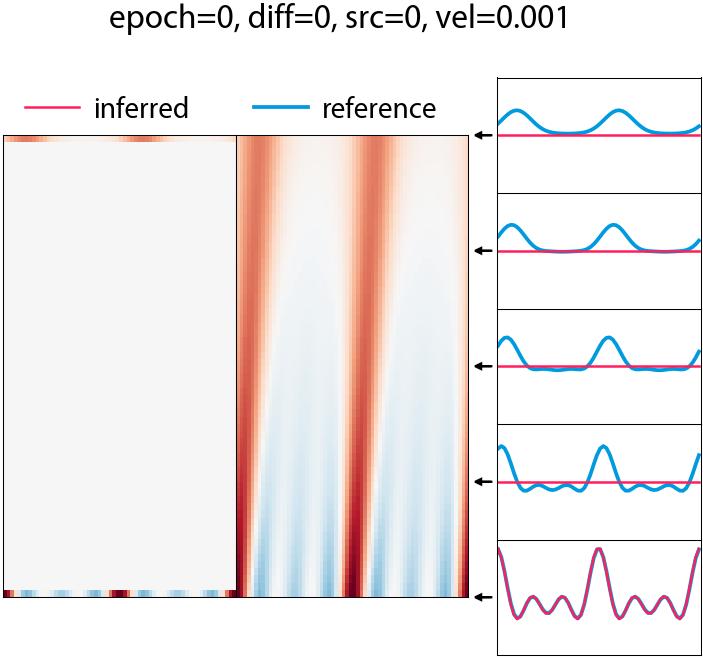 epoch=0, diff=0, src=0, vel=0.001
inferred reference